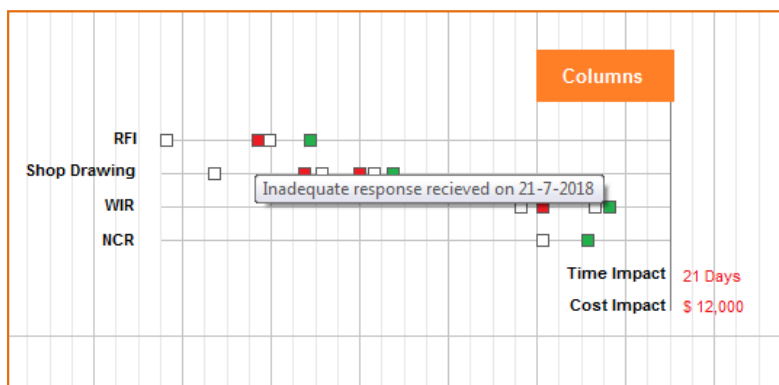 Columns
RFI
Shop Drawing
Inadequate response recieved on 21-7-2018
WIR
NCR
Time Impact 21 Days
Cost Impact $ 12,000